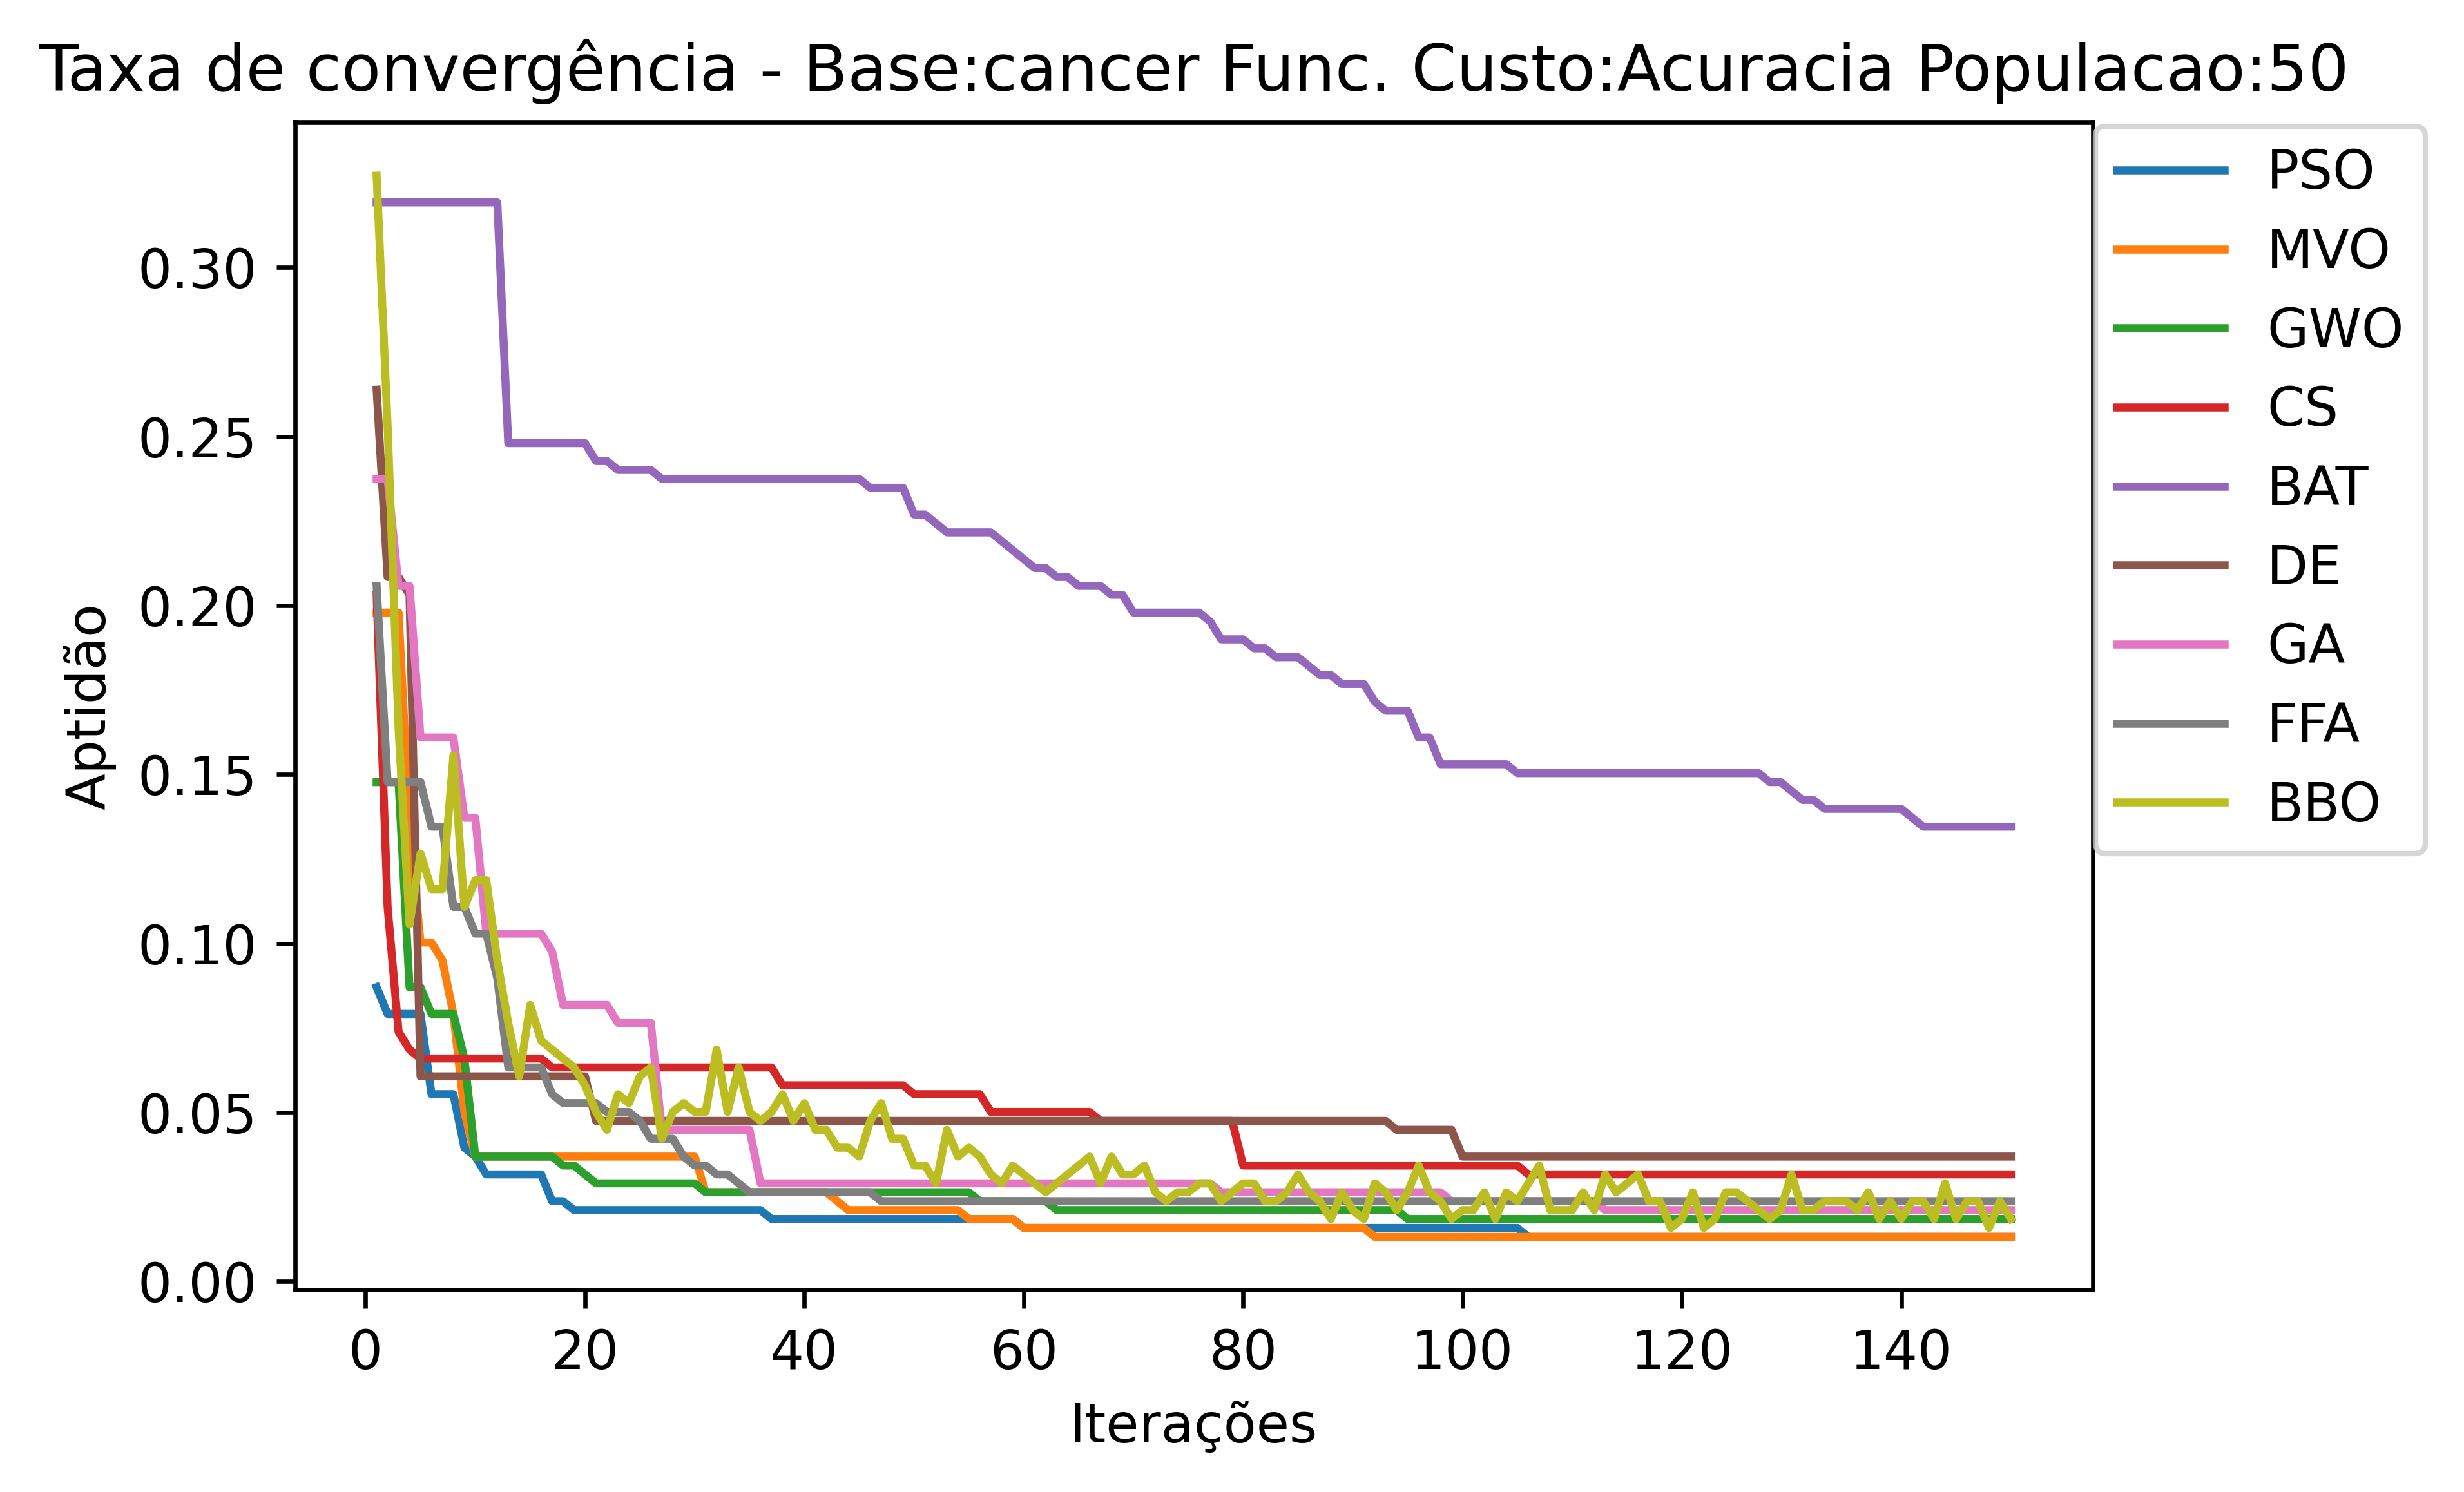 Taxa de convergência - Base:cancer Func. Custo:Acuracia Populacao:50
PSO
MVO
GWO
CS
BAT
DE
GA
FFA
BBO
Aptidão
0.30
0.25
0.20
0.15
0.10
0.05
0.00
0 20 40 60 80 100 120 140
Iterações